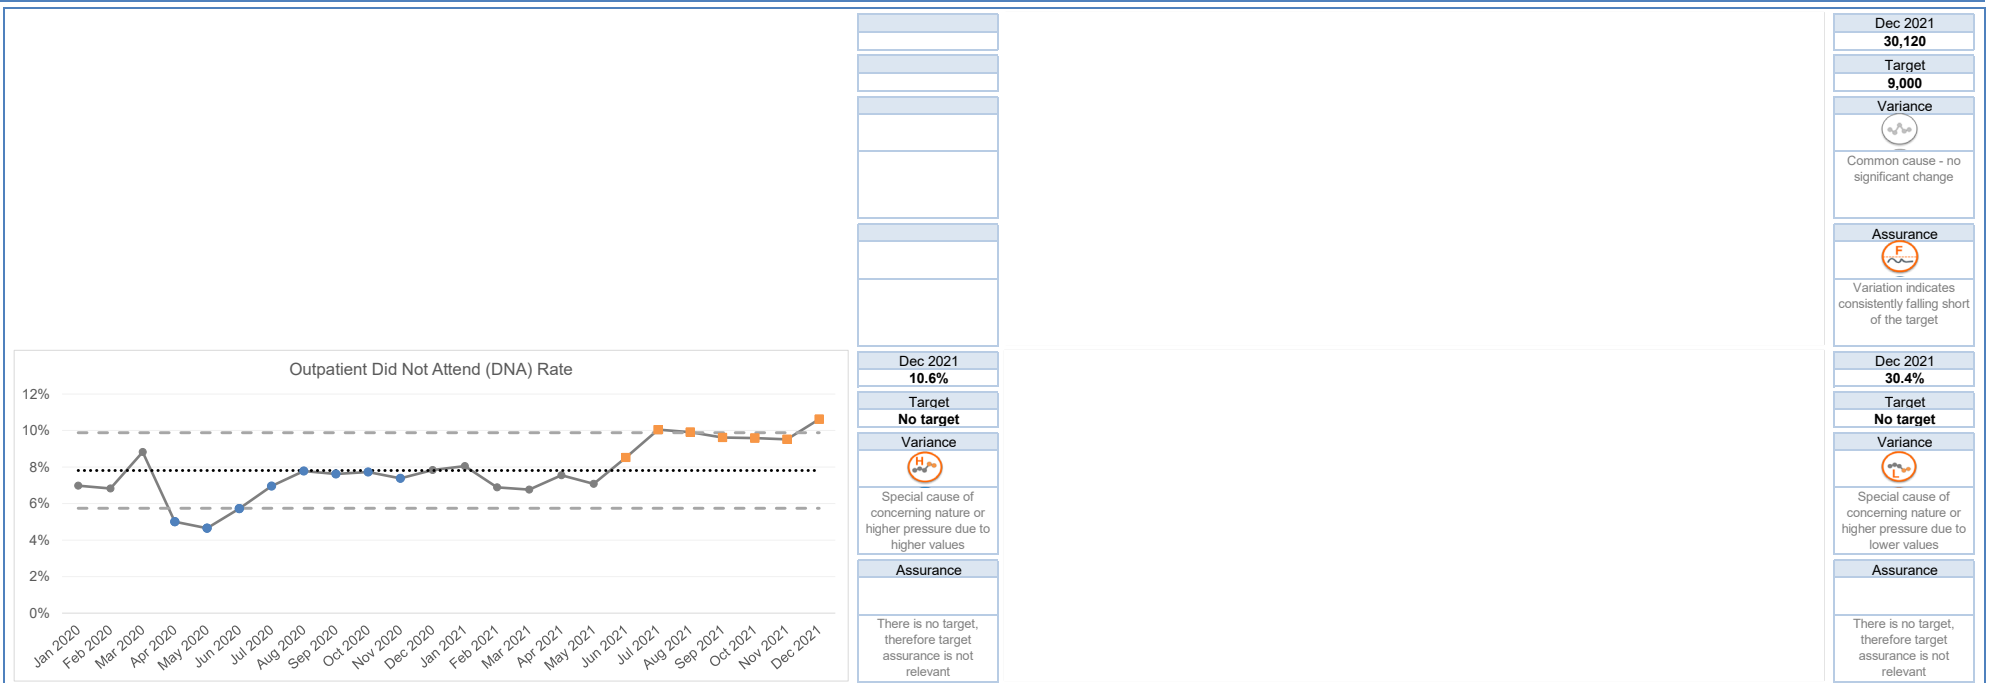 Dec 2021
30,120
Target
9,000
Variance
Common cause - no
significant change
Assurance
F
Variation indicates
consistently falling short
of the target
Outpatient Did Not Attend (DNA) Rate
12%
10%
8%
6%
4%
2%
0%
Jan 2020
Feb 2020
Mar 2020
Apr 2020
May 2020
Jun 2020
Jul 2020
Aug 2020
Sep 2020
Oct 2020
Nov 2020
Dec 2020
Jan 2021
Feb 2021
Mar 2021
Apr 2021
May 2021
Jun 2021
Jul 2021
Aug 2021
Sep 2021
Oct 2021
Nov 2021
Dec 2021
Dec 2021
10.6%
Target
No target
Variance
H
Special cause of
concerning nature or
higher pressure due to
higher values
Assurance
There is no target,
therefore target
assurance is not
relevant
Dec 2021
30.4%
Target
No target
Variance
L
Special cause of
concerning nature or
higher pressure due to
lower values
Assurance
There is no target,
therefore target
assurance is not
relevant